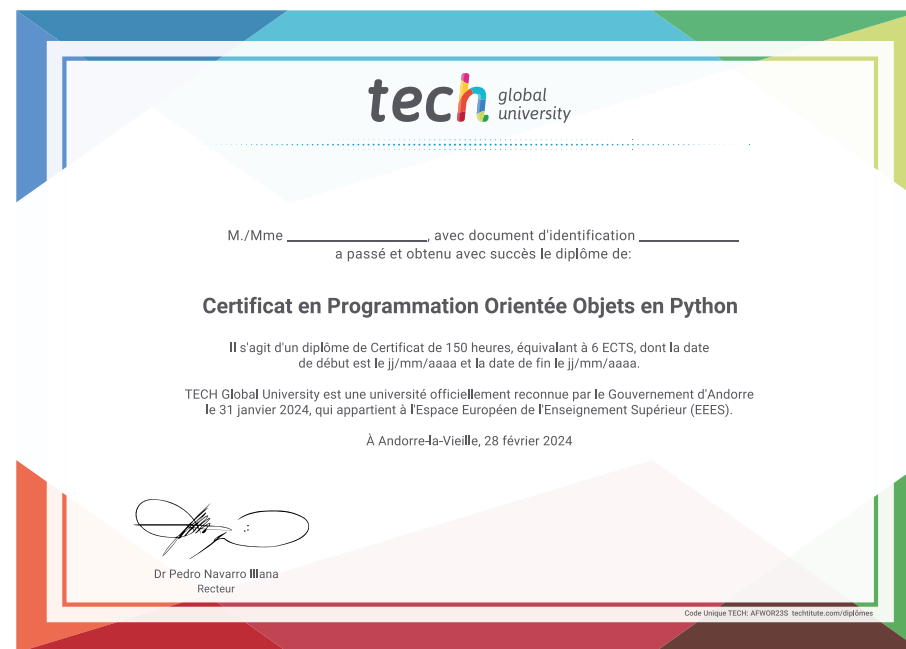 tech global university
M./Mme ______________, avec document d'identification __________
a passé et obtenu avec succès le diplôme de:
Certificat en Programmation Orientée Objets en Python
Il s'agit d'un diplôme de Certificat de 150 heures, équivalant à 6 ECTS, dont la date
de début est le jj/mm/aaaa et la date de fin le jj/mm/aaaa.
TECH Global University est une université officiellement reconnue par le Gouvernement d'Andorre
le 31 janvier 2024, qui appartient à l'Espace Européen de l'Enseignement Supérieur (EEES).
À Andorre-la-Vieille, 28 février 2024
Dr Pedro Navarro Illana
Recteur
Code Unique TECH: AFWOR23S techtitute.com/diplômes